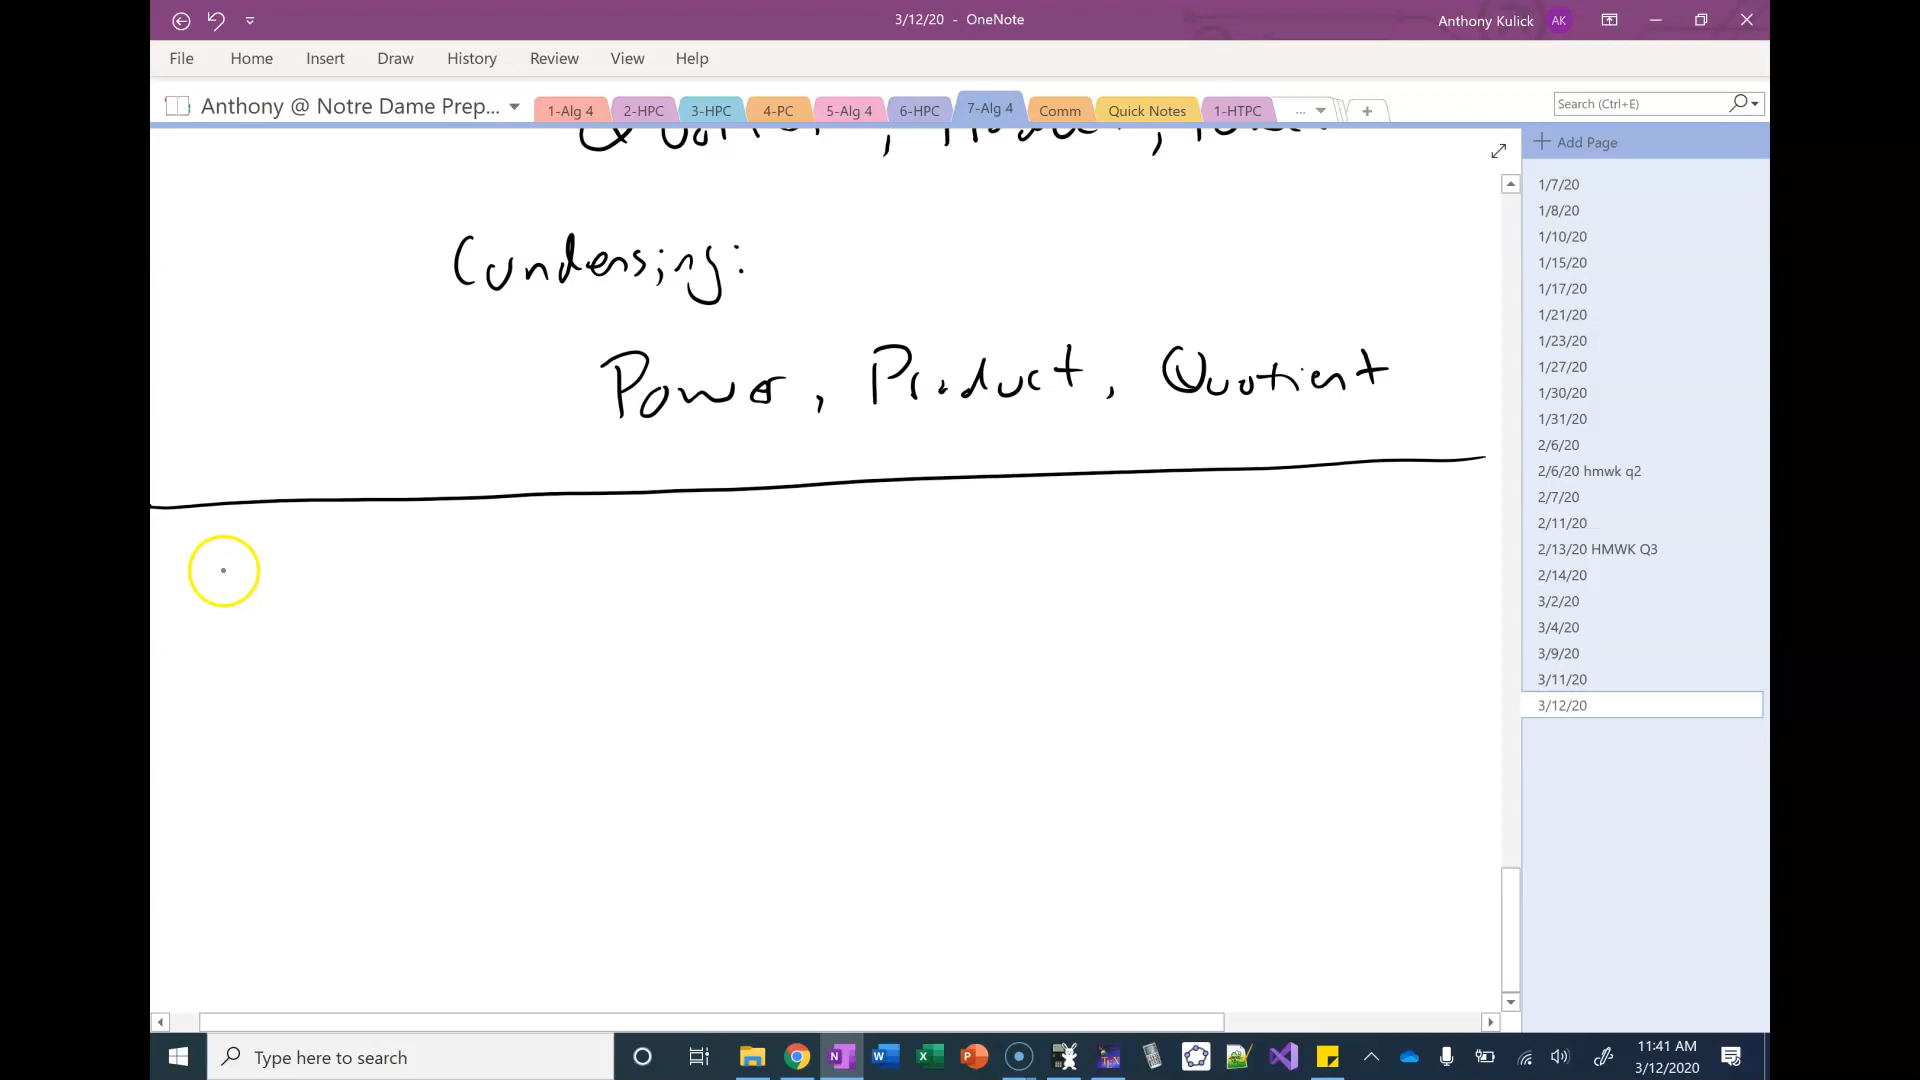 3/12/20 - OneNote
Anthony Kulick AK
File Home Insert Draw History Review View Help
Anthony @ Notre Dame Prep...
1-Alg 4 2-HPC 3-HPC 4-PC 5-Alg 4 6-HPC 7-Alg 4 Comm Quick Notes 1-HTPC ...
Search (Ctrl+E)
Add Page
1/7/20
1/8/20
1/10/20
1/15/20
1/17/20
1/21/20
1/23/20
1/27/20
1/30/20
1/31/20
2/6/20
2/6/20 hmwk q2
2/7/20
2/11/20
2/13/20 HMWK Q3
2/14/20
3/2/20
3/4/20
3/9/20
3/11/20
3/12/20
Condensing:
Power, Product, Quotient
Type here to search
11:41 AM
3/12/2020